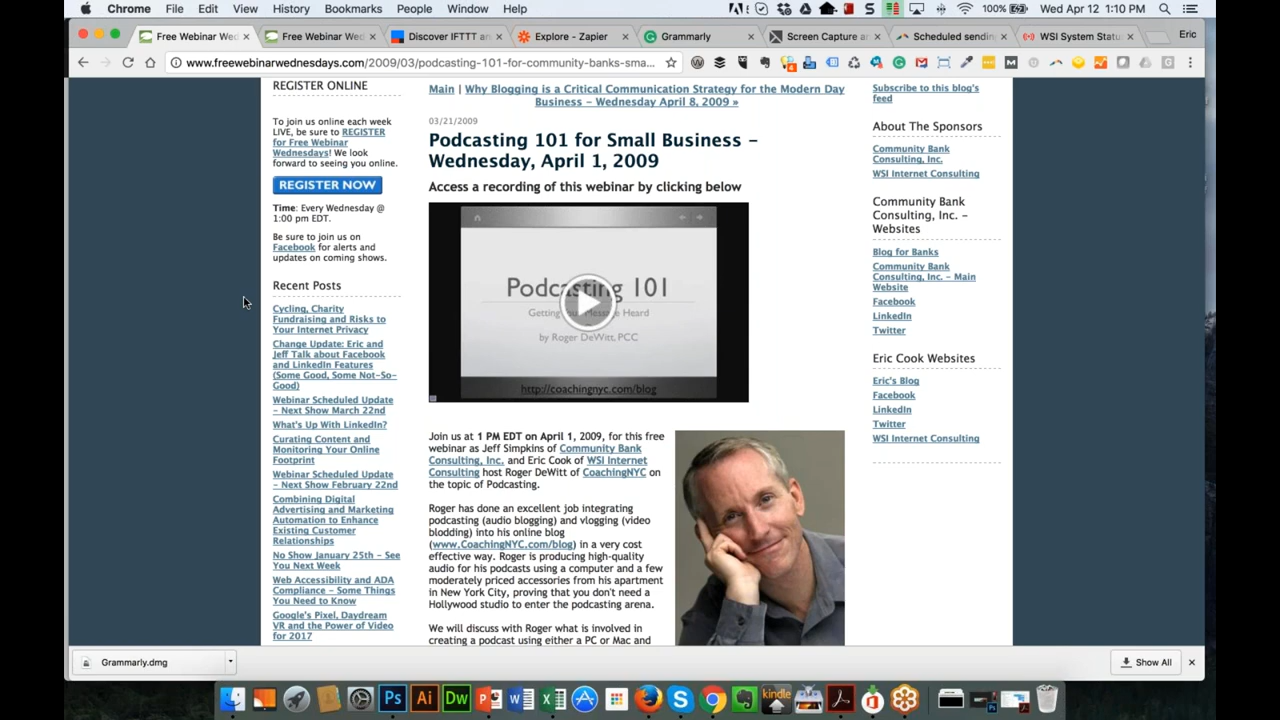 Chrome File Edit View History Bookmarks People Window Help 100% Wed Apr 12 1:10 PM
Free Webinar Wed
Free Webinar Wed
Discover IFTTT an
Explore - Zapier
Grammarly
Screen Capture a
Scheduled sendin
WSI System Statu
Eric
www.freewebinarwednesdays.com/2009/03/podcasting-101-for-community-banks-sma...
REGISTER ONLINE
To join us online each week
LIVE, be sure to REGISTER
for Free Webinar
Wednesdays! We look
forward to seeing you online.
REGISTER NOW
Time: Every Wednesday @
1:00 pm EDT.
Be sure to join us on
Facebook for alerts and
updates on coming shows.
Recent Posts
Cycling, Charity
Fundraising and Risks to
Your Internet Privacy
Change Update: Eric and
Jeff Talk about Facebook
and LinkedIn Features
(Some Good, Some Not-So-
Good)
Webinar Scheduled Update
– Next Show March 22nd
What's Up With LinkedIn?
Curating Content and
Monitoring Your Online
Footprint
Webinar Scheduled Update
– Next Show February 22nd
Combining Digital
Advertising and Marketing
Automation to Enhance
Existing Customer
Relationships
No Show January 25th – See
You Next Week
Web Accessibility and ADA
Compliance – Some Things
You Need to Know
Google's Pixel, Daydream
VR and the Power of Video
for 2017
Main | Why Blogging is a Critical Communication Strategy for the Modern Day
Business – Wednesday April 8, 2009 »
03/21/2009
Podcasting 101 for Small Business –
Wednesday, April 1, 2009
Access a recording of this webinar by clicking below
Podcasting 101
Getting Your Message Heard
by Roger DeWitt, PCC
http://coachingnyc.com/blog
Join us at 1 PM EDT on April 1, 2009, for this free
webinar as Jeff Simpkins of Community Bank
Consulting, Inc. and Eric Cook of WSI Internet
Consulting host Roger DeWitt of CoachingNYC on
the topic of Podcasting.
Roger has done an excellent job integrating
podcasting (audio blogging) and vlogging (video
blodding) into his online blog
(www.CoachingNYC.com/blog) in a very cost
effective way. Roger is producing high-quality
audio for his podcasts using a computer and a few
moderately priced accessories from his apartment
in New York City, proving that you don't need a
Hollywood studio to enter the podcasting arena.
We will discuss with Roger what is involved in
creating a podcast using either a PC or Mac and
Subscribe to this blog's
feed
About The Sponsors
Community Bank
Consulting, Inc.
WSI Internet Consulting
Community Bank
Consulting, Inc. –
Websites
Blog for Banks
Community Bank
Consulting, Inc. - Main
Website
Facebook
LinkedIn
Twitter
Eric Cook Websites
Eric's Blog
Facebook
LinkedIn
Twitter
WSI Internet Consulting
Grammarly.dmg
Show All
Ps Ai Dw
kindle